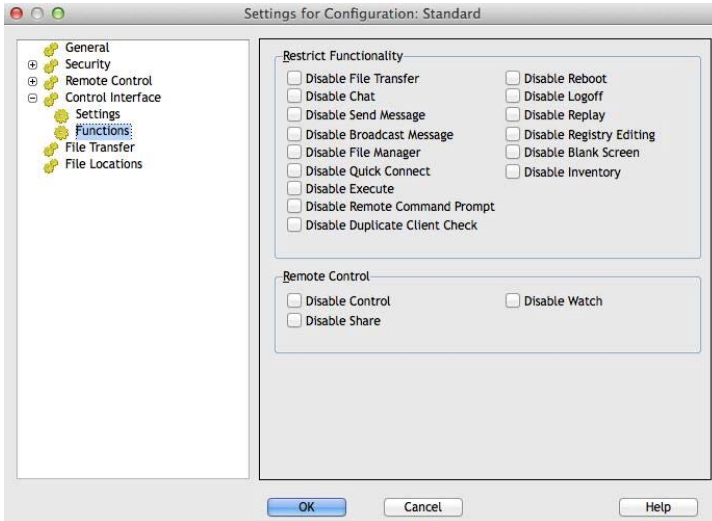 Settings for Configuration: Standard
General
Security
Remote Control
Control Interface
Settings
Functions
File Transfer
File Locations
Restrict Functionality
Disable File Transfer
Disable Chat
Disable Send Message
Disable Broadcast Message
Disable File Manager
Disable Quick Connect
Disable Execute
Disable Remote Command Prompt
Disable Duplicate Client Check
Disable Reboot
Disable Logoff
Disable Replay
Disable Registry Editing
Disable Blank Screen
Disable Inventory
Remote Control
Disable Control
Disable Share
Disable Watch
OK
Cancel
Help